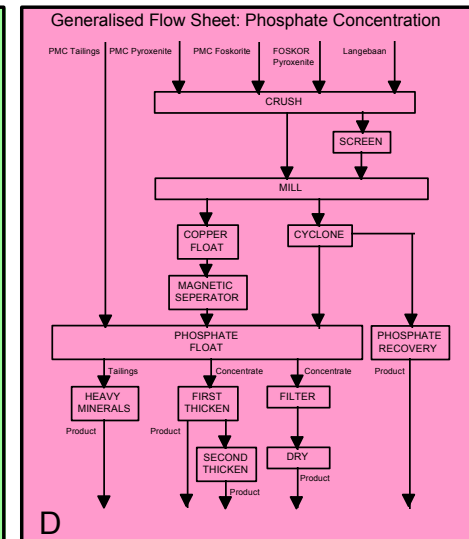 Generalised Flow Sheet: Phosphate Concentration
PMC Tailings PMC Pyroxenite PMC Foskorite FOSKOR Langebaan
Pyroxenite
CRUSH
SCREEN
MILL
COPPER
FLOAT
CYCLONE
MAGNETIC
SEPERATOR
PHOSPHATE
FLOAT
PHOSPHATE
RECOVERY
Tailings Concentrate Concentrate Product
HEAVY
MINERALS
FIRST
THICKEN
FILTER
Product Product
SECOND
THICKEN
DRY
Product Product
D